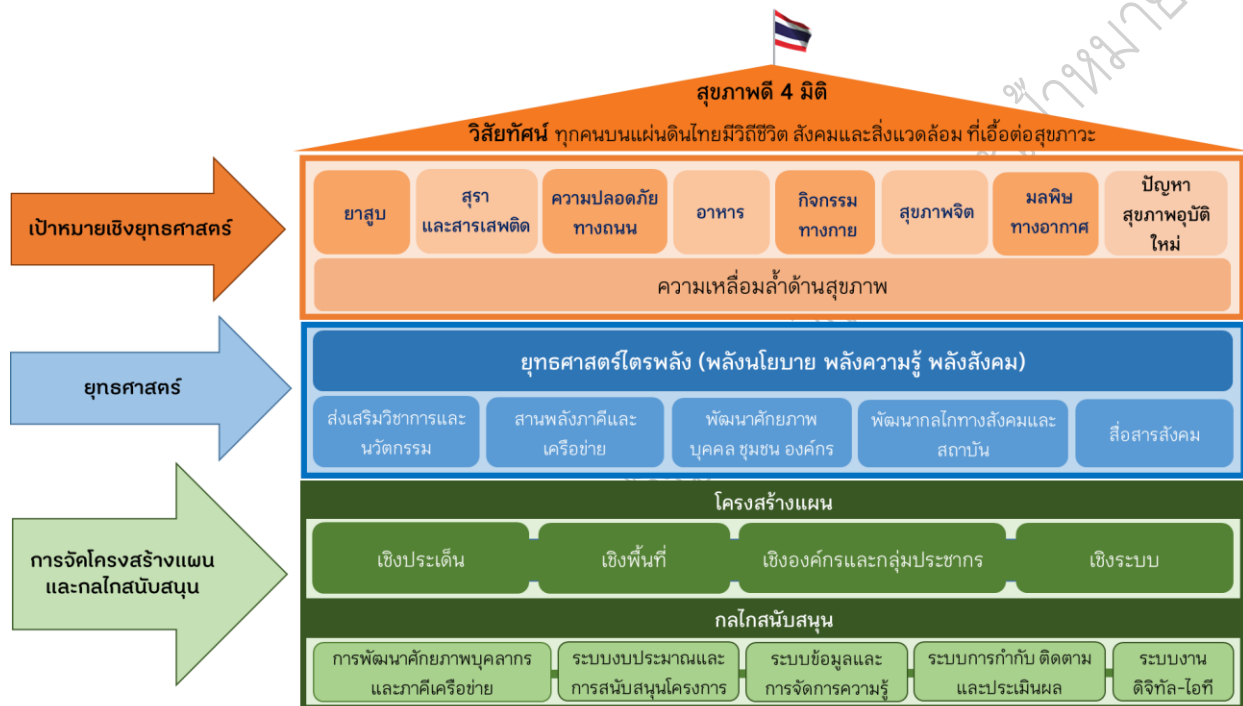 สุขภาพดี 4 มิติ
วิสัยทัศน์ ทุกคนบนแผ่นดินไทยมีวิถีชีวิต สังคมและสิ่งแวดล้อม ที่เอื้อต่อสุขภาวะ
เป้าหมายเชิงยุทธศาสตร์
ยาสูบ
สุรา
และสารเสพติด
ความปลอดภัย
ทางถนน
อาหาร
กิจกรรม
ทางกาย
สุขภาพจิต
มลพิษ
ทางอากาศ
ปัญหา
สุขภาพอุบัติ
ใหม่
ความเหลื่อมล้ำด้านสุขภาพ
ยุทธศาสตร์
ยุทธศาสตร์ไตรพลัง (พลังนโยบาย พลังความรู้ พลังสังคม)
ส่งเสริมวิชาการและ
นวัตกรรม
สานพลังภาคีและ
เครือข่าย
พัฒนาศักยภาพ
บุคคล ชุมชน องค์กร
พัฒนากลไกทางสังคมและ
สถาบัน
สื่อสารสังคม
การจัดโครงสร้างแผน
และกลไกสนับสนุน
โครงสร้างแผน
เชิงประเด็น
เชิงพื้นที่
เชิงองค์กรและกลุ่มประชากร
เชิงระบบ
กลไกสนับสนุน
การพัฒนาศักยภาพบุคลากร
และภาคีเครือข่าย
ระบบงบประมาณและ
การสนับสนุนโครงการ
ระบบข้อมูลและ
การจัดการความรู้
ระบบการกำกับ ติดตาม
และประเมินผล
ระบบงาน
ดิจิทัล-ไอที